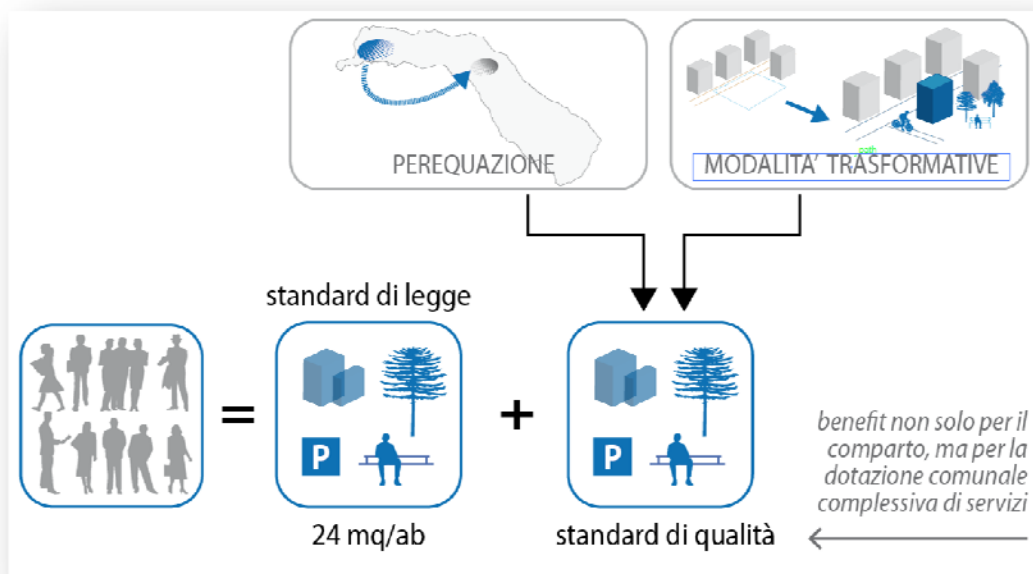 PEREQUAZIONE
path
MODALITA' TRASFORMATIVE
standard di legge
=
+
P
P
24 mq/ab
standard di qualità
benefit non solo per il
comparto, ma per la
dotazione comunale
complessiva di servizi